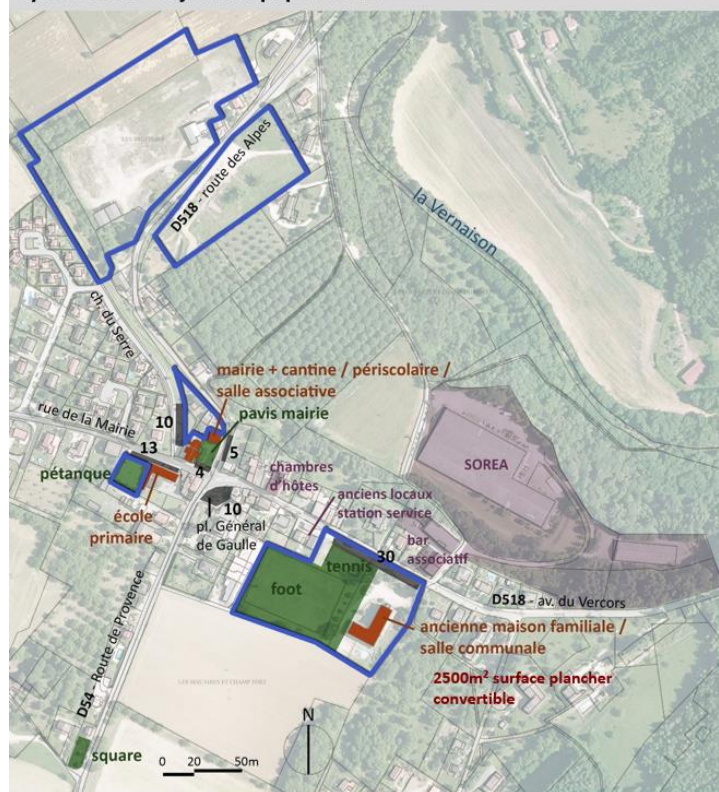 D518 - route des Alpes
la Vernaison
ch. du Serre
mairie + cantine / périscolaire /
salle associative
pavis mairie
rue de la Mairie
10
5
13
4
pétanque
école
primaire
10
pl. Général
de Gaulle
chambres
d'hôtes
anciens locaux
station service
SOREA
bar
associatif
30
tennis
foot
D518 - av. du Vercors
ancienne maison familiale /
salle communale
2500m² surface plancher
convertible
D54 - Route de Provence
N
square
0 20 50m